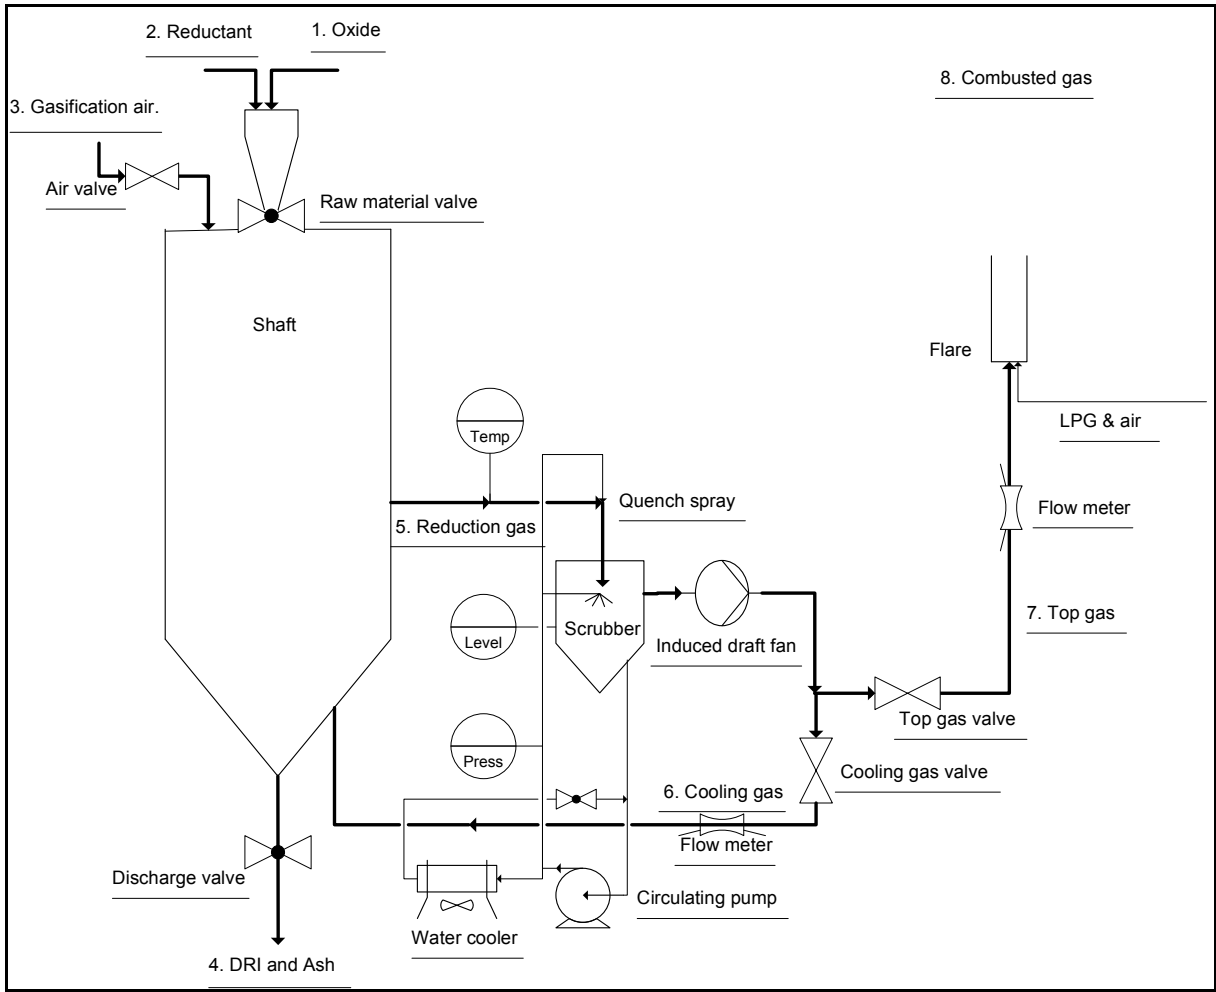 2. Reductant
1. Oxide
8. Combusted gas
3. Gasification air.
Air valve
Raw material valve
Shaft
Flare
LPG & air
Temp
Quench spray
Flow meter
5. Reduction gas
7. Top gas
Level
Scrubber
Induced draft fan
Top gas valve
Press
Cooling gas valve
6. Cooling gas
Flow meter
Discharge valve
Circulating pump
Water cooler
4. DRI and Ash